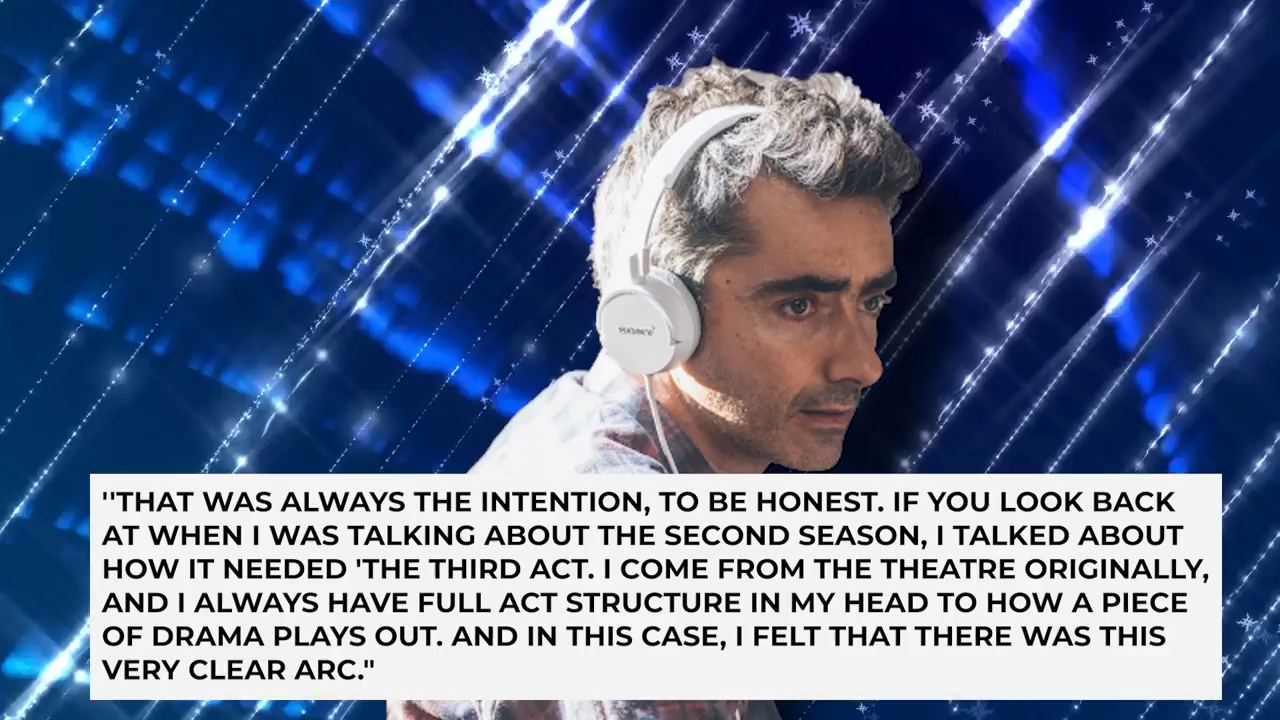 ''THAT WAS ALWAYS THE INTENTION, TO BE HONEST. IF YOU LOOK BACK
AT WHEN I WAS TALKING ABOUT THE SECOND SEASON, I TALKED ABOUT
HOW IT NEEDED 'THE THIRD ACT. I COME FROM THE THEATRE ORIGINALLY,
AND I ALWAYS HAVE FULL ACT STRUCTURE IN MY HEAD TO HOW A PIECE
OF DRAMA PLAYS OUT. AND IN THIS CASE, I FELT THAT THERE WAS THIS
VERY CLEAR ARC."